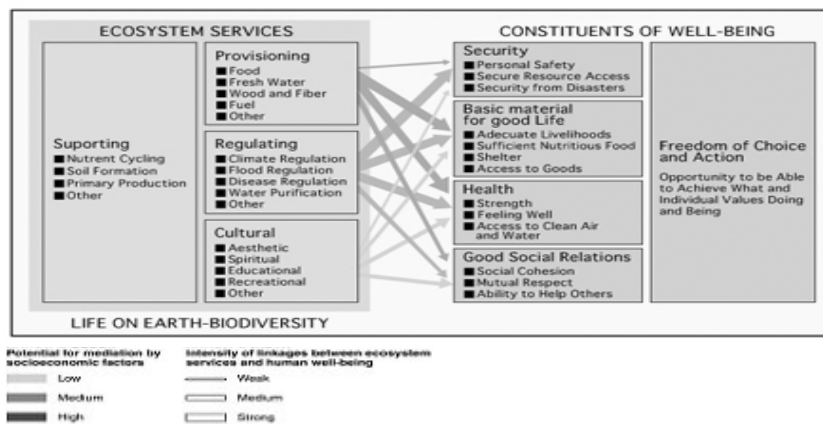 ECOSYSTEM SERVICES
CONSTITUENTS OF WELL-BEING
Suporting
Nutrent Cycling
Soil Formation
Primary Production
Other
Provisioning
Food
Fresh Water
Wood and Fiber
Fuel
Other
Regulating
Climate Regulation
Flood Regulation
Disease Regulation
Water Purification
Other
Cultural
Aesthetic
Spiritual
Educational
Recreational
Other
Security
Personal Safety
Secure Resource Access
Security from Disasters
Basic material
for good Life
Adecuate Livelihoods
Sufficient Nutritious Food
Shelter
Access to Goods
Health
Strength
Feeling Well
Access to Clean Air
and Water
Good Social Relations
Social Cohesion
Mutual Respect
Ability to Help Others
Freedom of Choice
and Action
Opportunity to be Able
to Achieve What and
Individual Values Doing
and Being
LIFE ON EARTH-BIODIVERSITY
Potential for mediation by
socioeconomic factors
Low
Medium
High
Intensity of linkages between ecosystem
services and human well-being
Weak
Medium
Strong